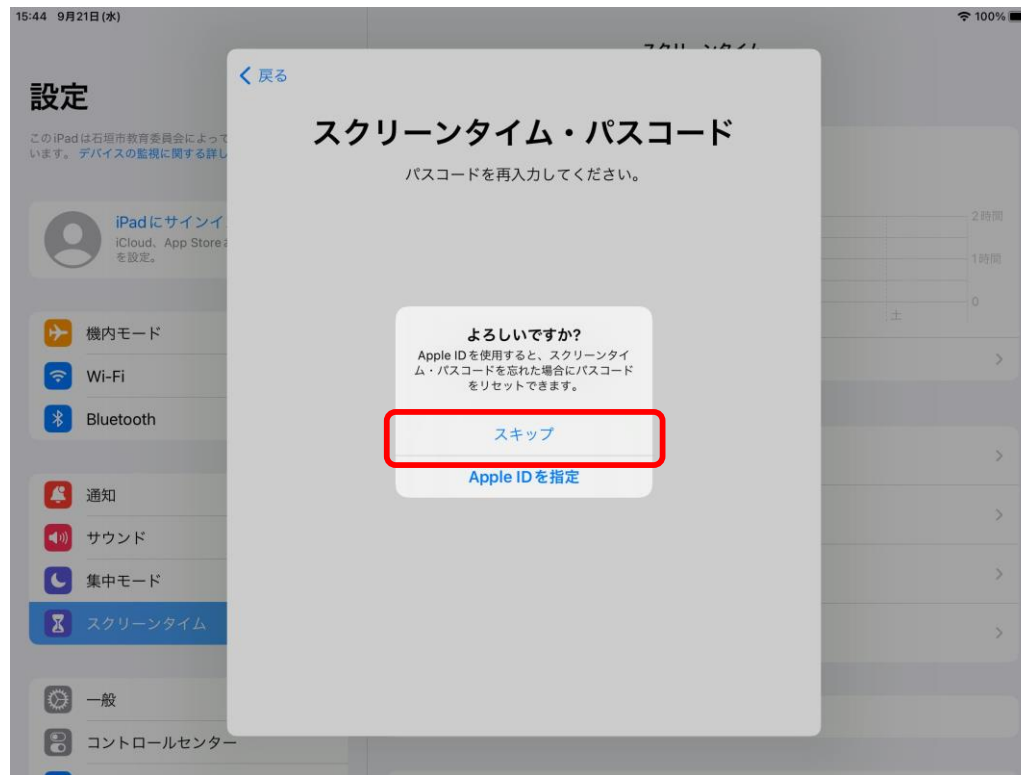 15:44 9月21日(水)
100%
設定
このiPadは石垣市教育委員会によって
います。デバイスの監視に関する詳し
iPadにサインイ
iCloud、App Store
を設定。
機内モード
Wi-Fi
Bluetooth
通知
サウンド
集中モード
スクリーンタイム
一般
コントロールセンター
スクリーンタイム
戻る
スクリーンタイム・パスコード
パスコードを再入力してください。
よろしいですか?
Apple IDを使用すると、スクリーンタイ
ム・パスコードを忘れた場合にパスコード
をリセットできます。
スキップ
Apple IDを指定
2時間
1時間
0
土